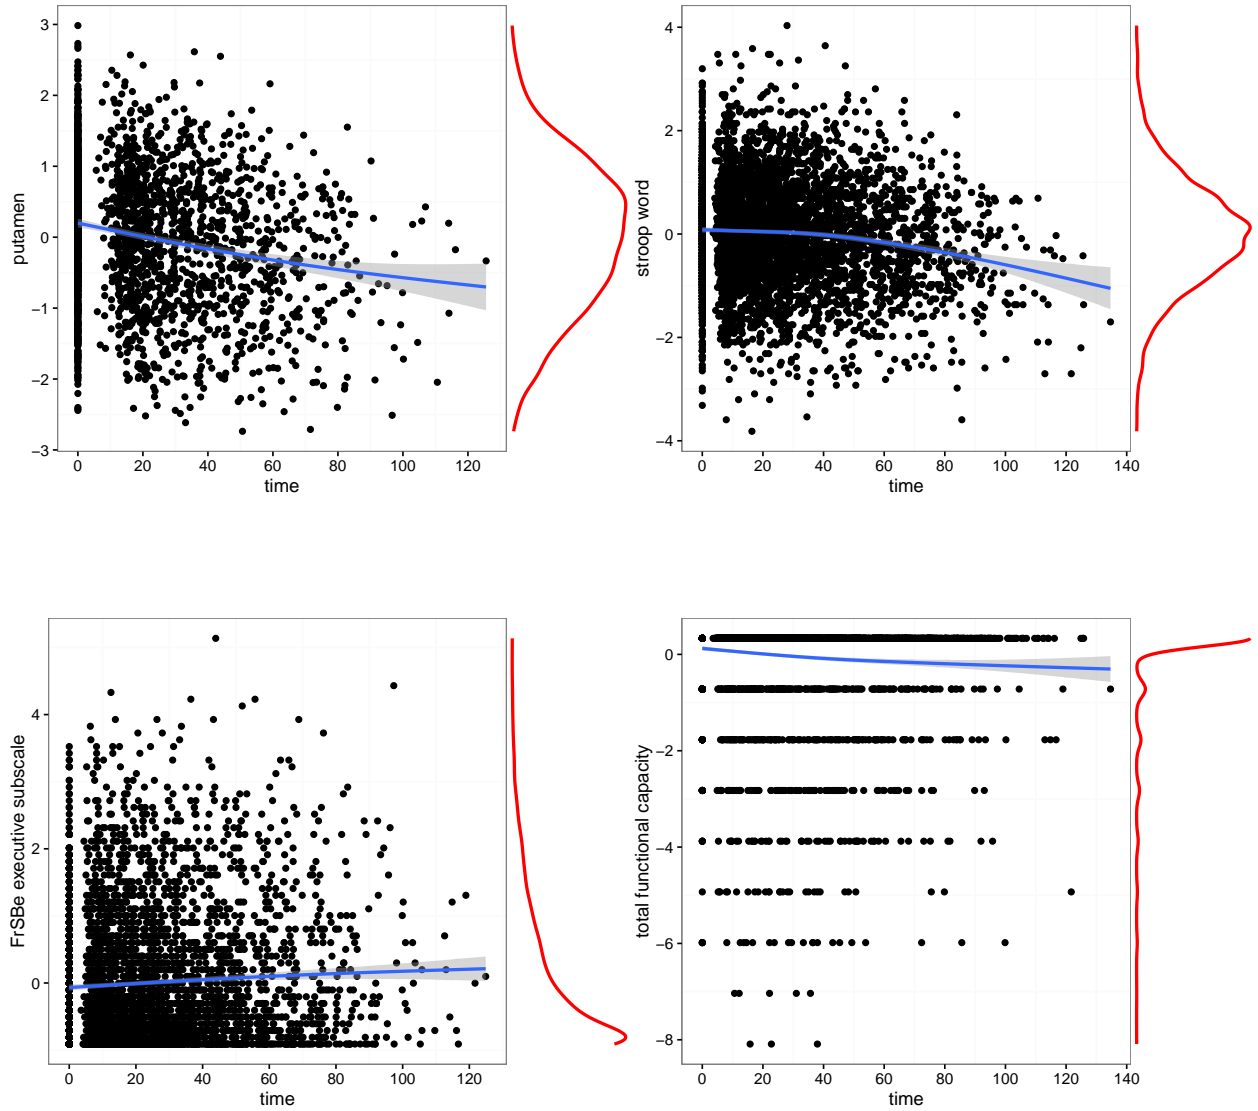 putamen
3
2
1
0
−1
−2
−3
0 20 40 60 80 100 120
time
stroop word
4
2
0
−2
−4
0 20 40 60 80 100 120 140
time
FrSBe executive subscale
4
2
0
0 20 40 60 80 100 120
time
total functional capacity
0
−2
−4
−6
−8
0 20 40 60 80 100 120 140
time